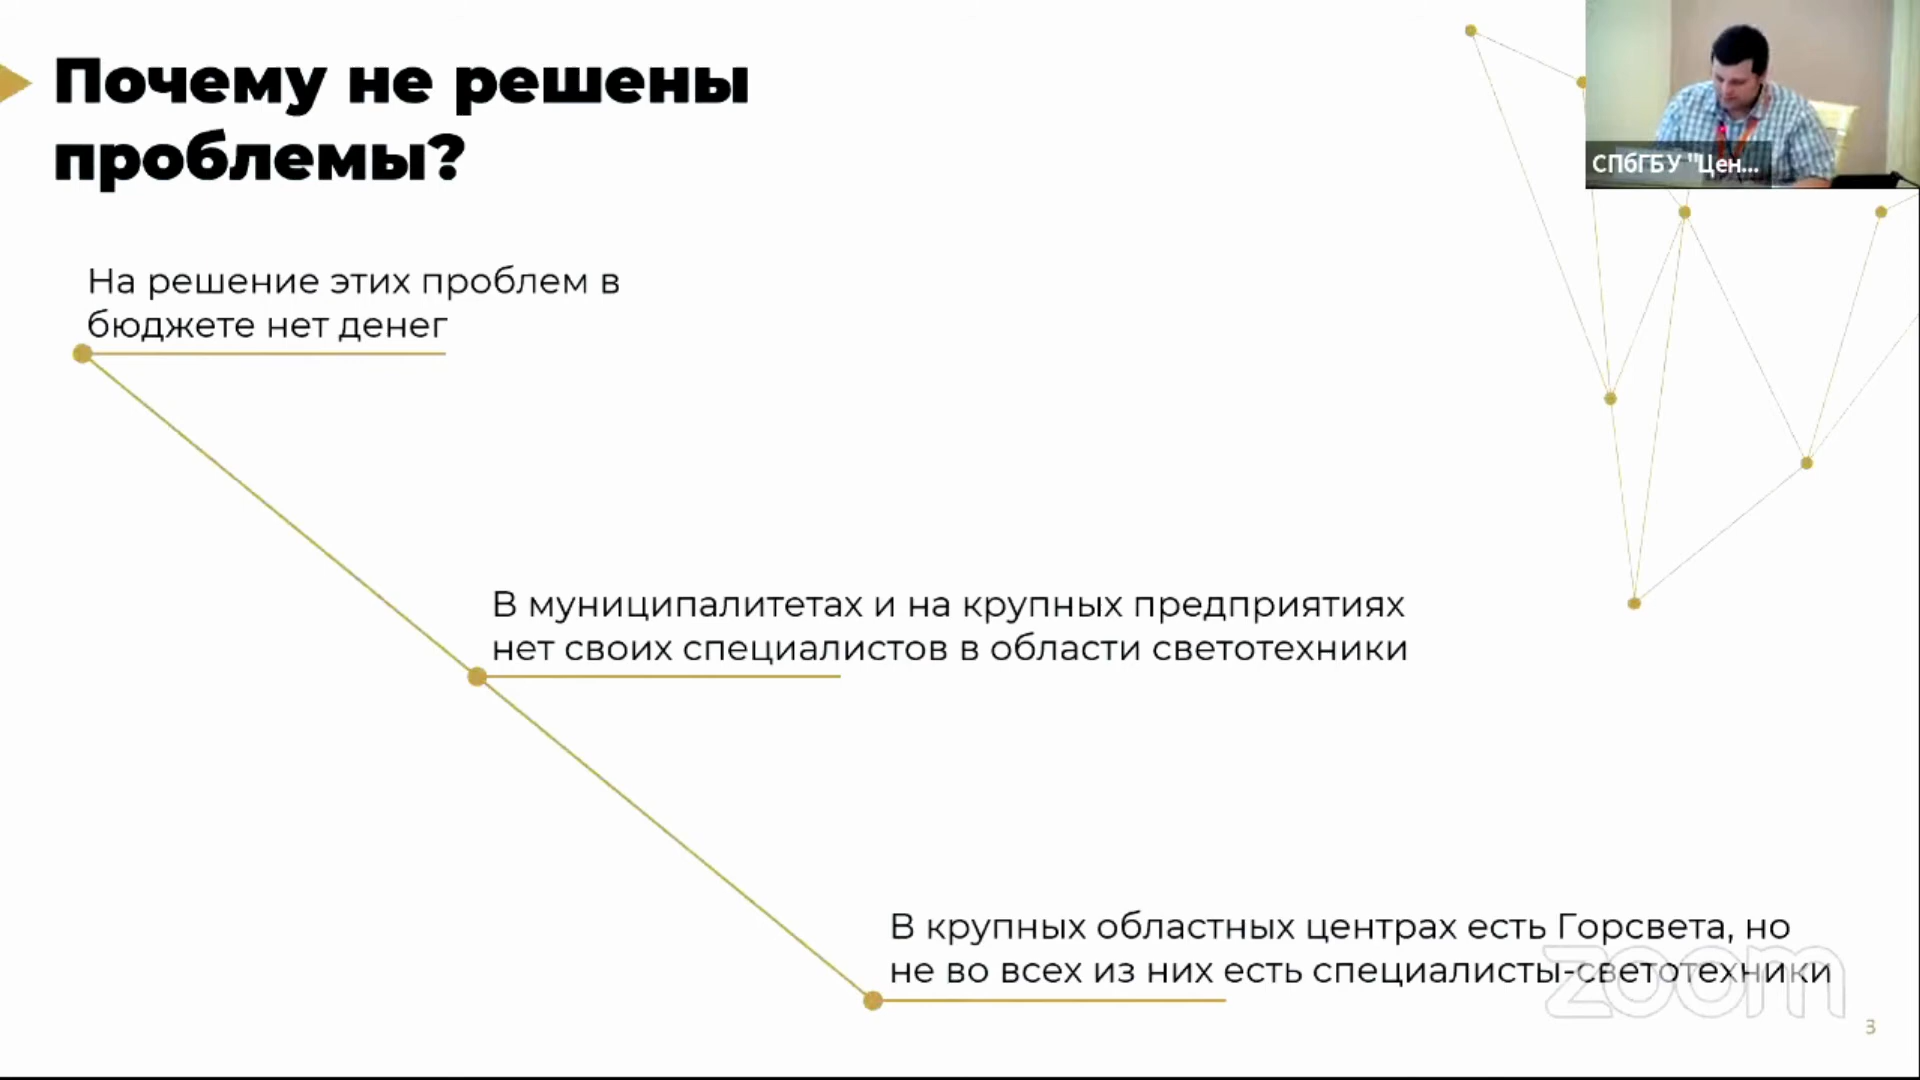 Почему не решены
проблемы?
СПбГБУ "Цен...
На решение этих проблем в
бюджете нет денег
В муниципалитетах и на крупных предприятиях
нет своих специалистов в области светотехники
В крупных областных центрах есть Горсвета, но
не во всех из них есть специалисты-светотехники
zoom
3